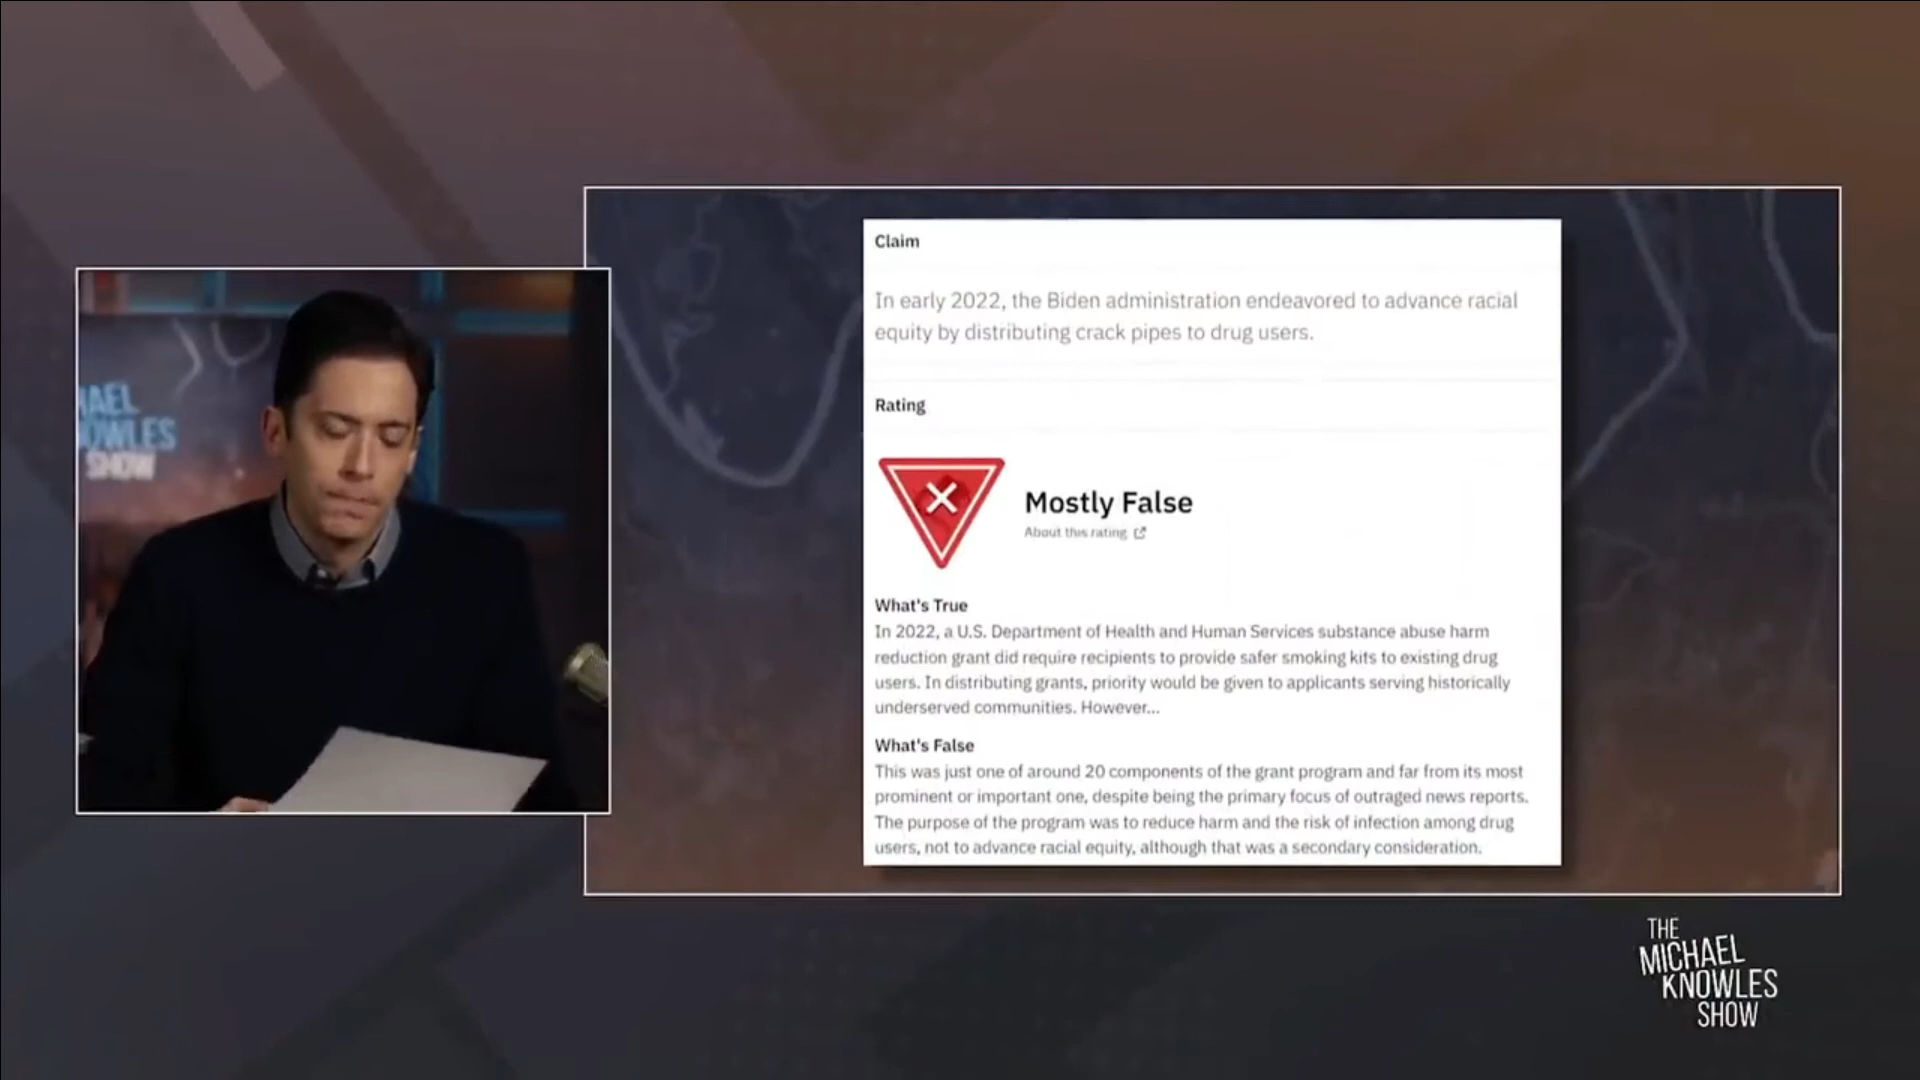 AEL
OWLES
SHOW
Claim
In early 2022, the Biden administration endeavored to advance racial
equity by distributing crack pipes to drug users.
Rating
Mostly False
About this rating
What's True
In 2022, a U.S. Department of Health and Human Services substance abuse harm
reduction grant did require recipients to provide safer smoking kits to existing drug
users. In distributing grants, priority would be given to applicants serving historically
underserved communities. However...
What's False
This was just one of around 20 components of the grant program and far from its most
prominent or important one, despite being the primary focus of outraged news reports.
The purpose of the program was to reduce harm and the risk of infection among drug
users, not to advance racial equity, although that was a secondary consideration.
THE
MICHAEL
KNOWLES
SHOW